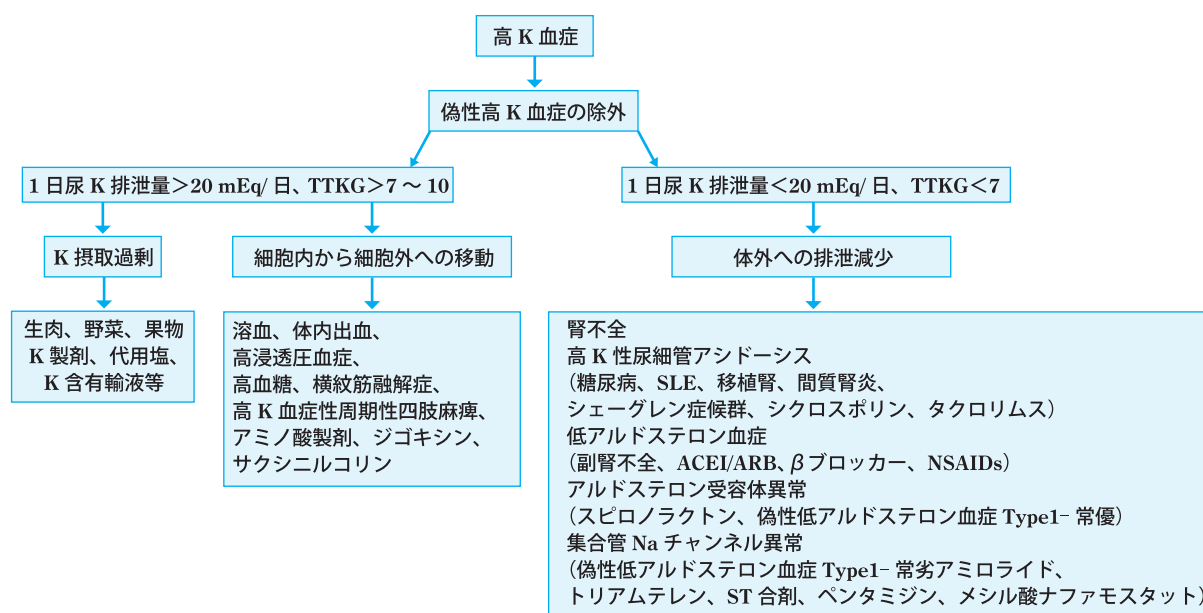 高 K 血症
偽性高 K 血症の除外
1 日尿 K 排泄量＞20 mEq/ 日、TTKG＞7 ～ 10
1 日尿 K 排泄量＜20 mEq/ 日、TTKG＜7
K 摂取過剰
細胞内から細胞外への移動
体外への排泄減少
生肉、野菜、果物
K 製剤、代用塩、
K 含有輸液等
溶血、体内出血、
高浸透圧血症、
高血糖、横紋筋融解症、
高 K 血症性周期性四肢麻痺、
アミノ酸製剤、ジゴキシン、
サクシニルコリン
腎不全
高 K 性尿細管アシドーシス
（糖尿病、SLE、移植腎、間質腎炎、
シェーグレン症候群、シクロスポリン、タクロリムス）
低アルドステロン血症
（副腎不全、ACEI/ARB、βブロッカー、NSAIDs）
アルドステロン受容体異常
（スピロノラクトン、偽性低アルドステロン血症 Type1− 常優）
集合管 Na チャンネル異常
（偽性低アルドステロン血症 Type1− 常劣アミロライド、
トリアムテレン、ST 合剤、ペンタミジン、メシル酸ナファモスタット）